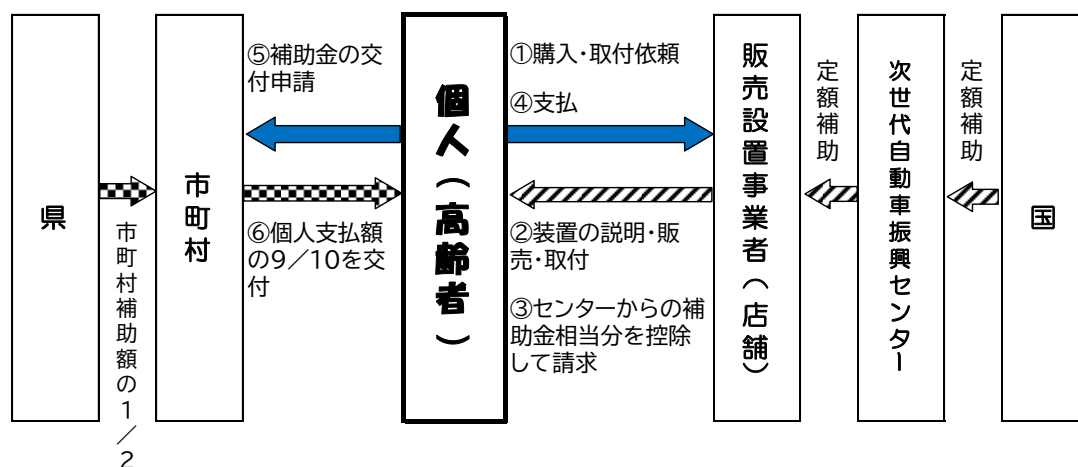 県
市町村補助額の1／2
市町村
⑤補助金の交
付申請
⑥個人支払額
の9／10を交
付
個人（高齢者）
①購入・取付依頼
④支払
②装置の説明・販
売・取付
③センターからの補
助金相当分を控除
して請求
販売設置事業者（店舗）
定額補助
次世代自動車振興センター
定額補助
国